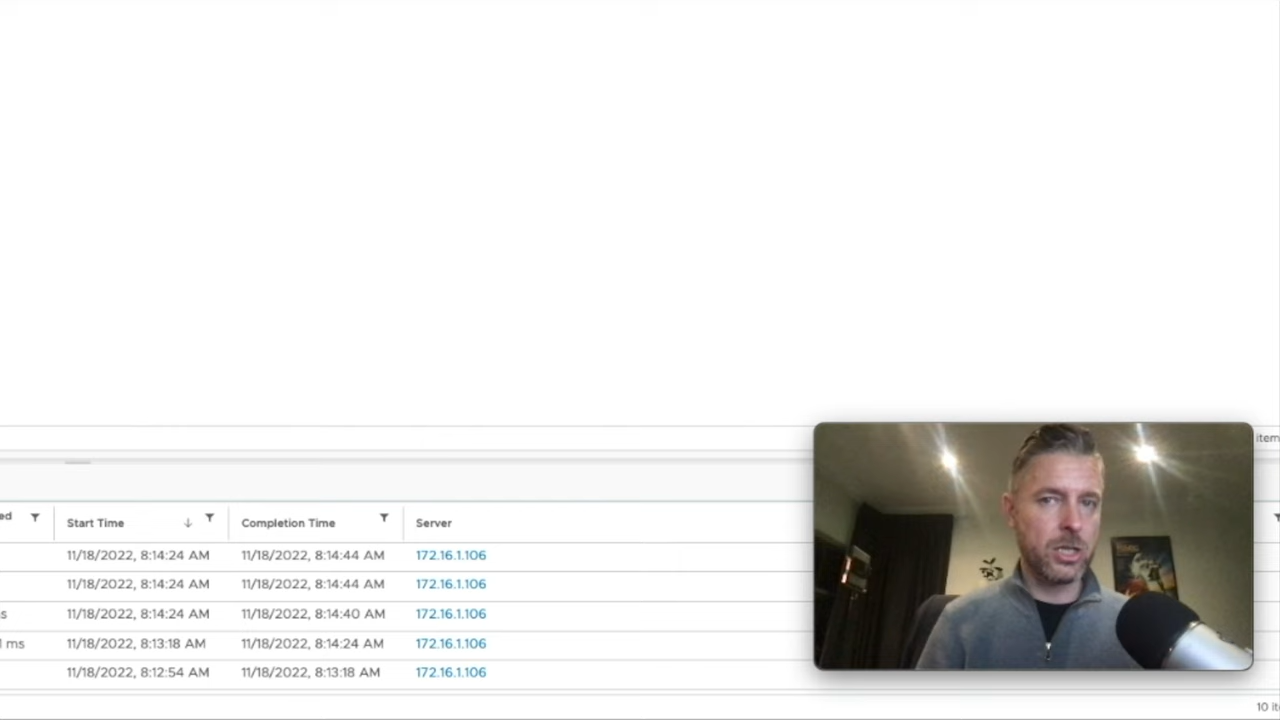 item
ed Start Time Completion Time Server
11/18/2022, 8:14:24 AM 11/18/2022, 8:14:44 AM 172.16.1.106
11/18/2022, 8:14:24 AM 11/18/2022, 8:14:44 AM 172.16.1.106
s 11/18/2022, 8:14:24 AM 11/18/2022, 8:14:40 AM 172.16.1.106
1 ms 11/18/2022, 8:13:18 AM 11/18/2022, 8:14:24 AM 172.16.1.106
11/18/2022, 8:12:54 AM 11/18/2022, 8:13:18 AM 172.16.1.106
10 it